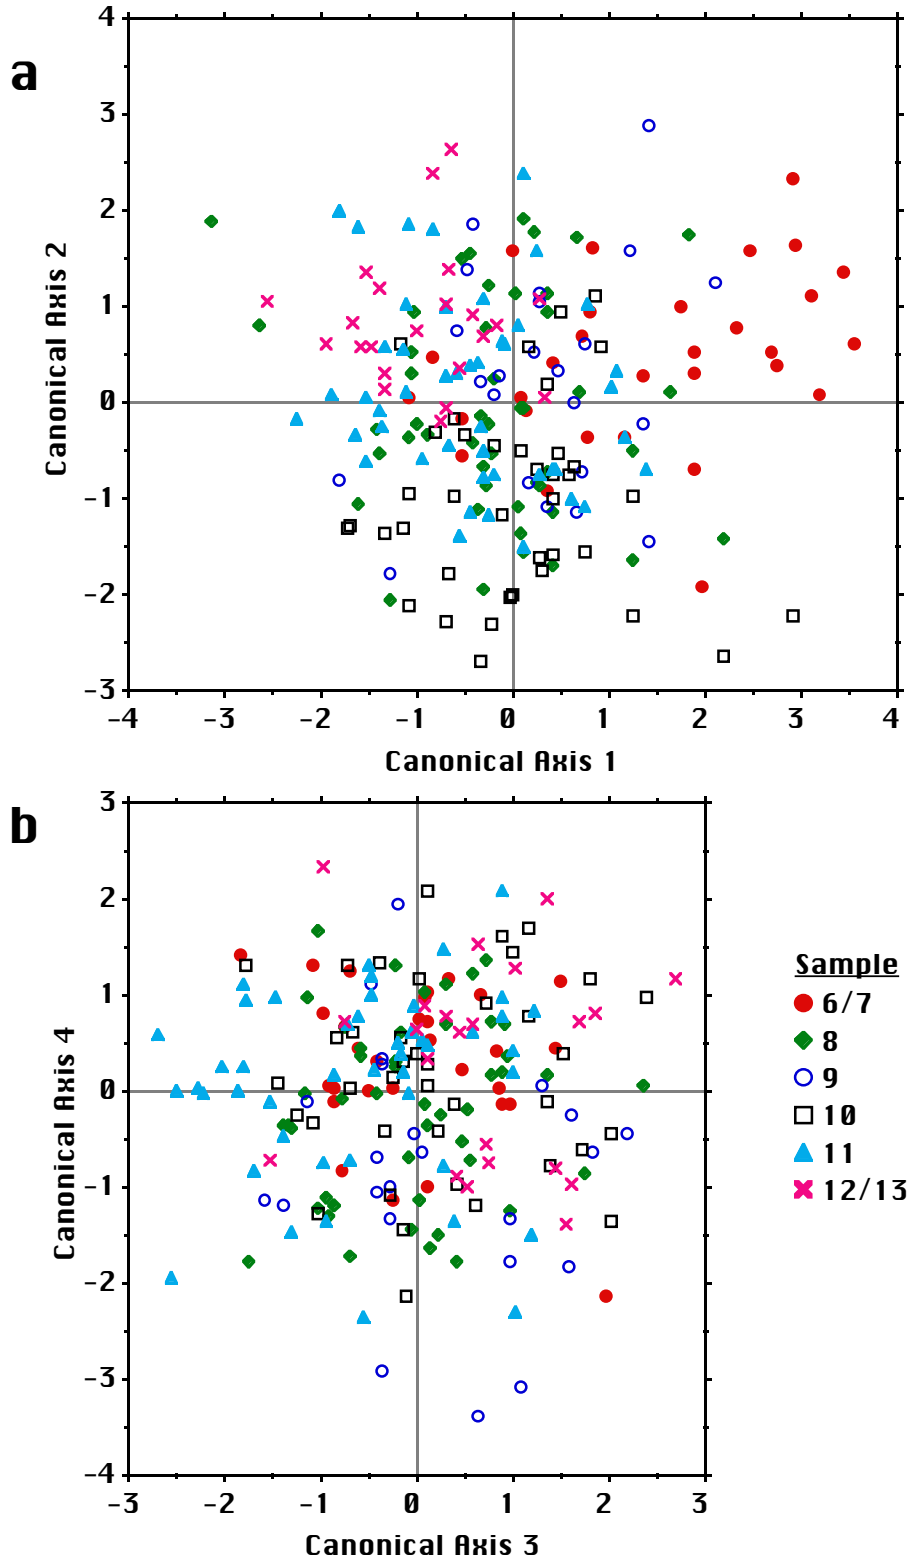 a
4
3
2
1
0
-1
-2
-3
Canonical Axis 2
-4 -3 -2 -1 0 1 2 3 4
Canonical Axis 1
b
3
2
1
0
-1
-2
-3
-4
Canonical Axis 4
-3 -2 -1 0 1 2 3
Canonical Axis 3
Sample
6/7
8
9
10
11
12/13